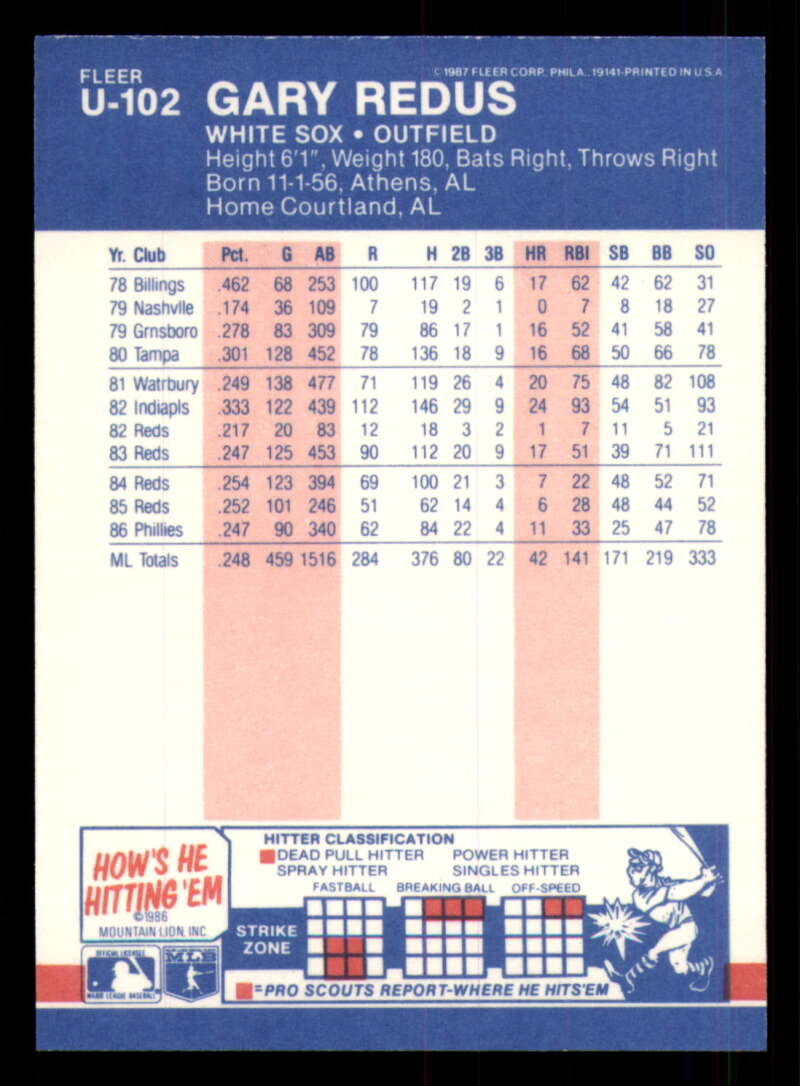 FLEER
© 1987 FLEER CORP. PHILA., 19141-PRINTED IN U.S.A.
U-102 GARY REDUS
WHITE SOX • OUTFIELD
Height 6'1", Weight 180, Bats Right, Throws Right
Born 11-1-56, Athens, AL
Home Courtland, AL
Yr. Club Pct. G AB R H 2B 3B HR RBI SB BB SO
78 Billings .462 68 253 100 117 19 6 17 62 42 62 31
79 Nashvlle .174 36 109 7 19 2 1 0 7 8 18 27
79 Grnsboro .278 83 309 79 86 17 1 16 52 41 58 41
80 Tampa .301 128 452 78 136 18 9 16 68 50 66 78
81 Watrbury .249 138 477 71 119 26 4 20 75 48 82 108
82 Indiapls .333 122 439 112 146 29 9 24 93 54 51 93
82 Reds .217 20 83 12 18 3 2 1 7 11 5 21
83 Reds .247 125 453 90 112 20 9 17 51 39 71 111
84 Reds .254 123 394 69 100 21 3 7 22 48 52 71
85 Reds .252 101 246 51 62 14 4 6 28 48 44 52
86 Phillies .247 90 340 62 84 22 4 11 33 25 47 78
ML Totals .248 459 1516 284 376 80 22 42 141 171 219 333
HOW'S HE
HITTING 'EM
©1986
MOUNTAIN LION, INC.
HITTER CLASSIFICATION
DEAD PULL HITTER POWER HITTER
SPRAY HITTER SINGLES HITTER
FASTBALL BREAKING BALL OFF-SPEED
STRIKE
ZONE
=PRO SCOUTS REPORT-WHERE HE HITS'EM
OFFICIAL LICENSEE
MAJOR LEAGUE BASEBALL
MLB